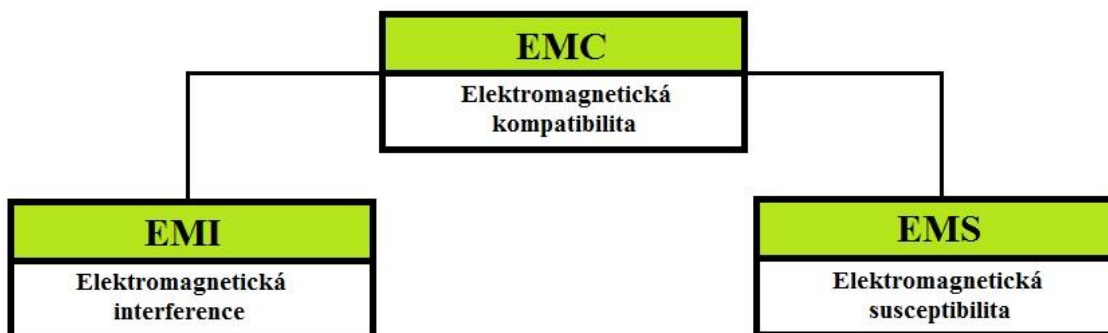 EMC
Elektromagnetická
kompatibilita
EMI
Elektromagnetická
interference
EMS
Elektromagnetická
susceptibilita